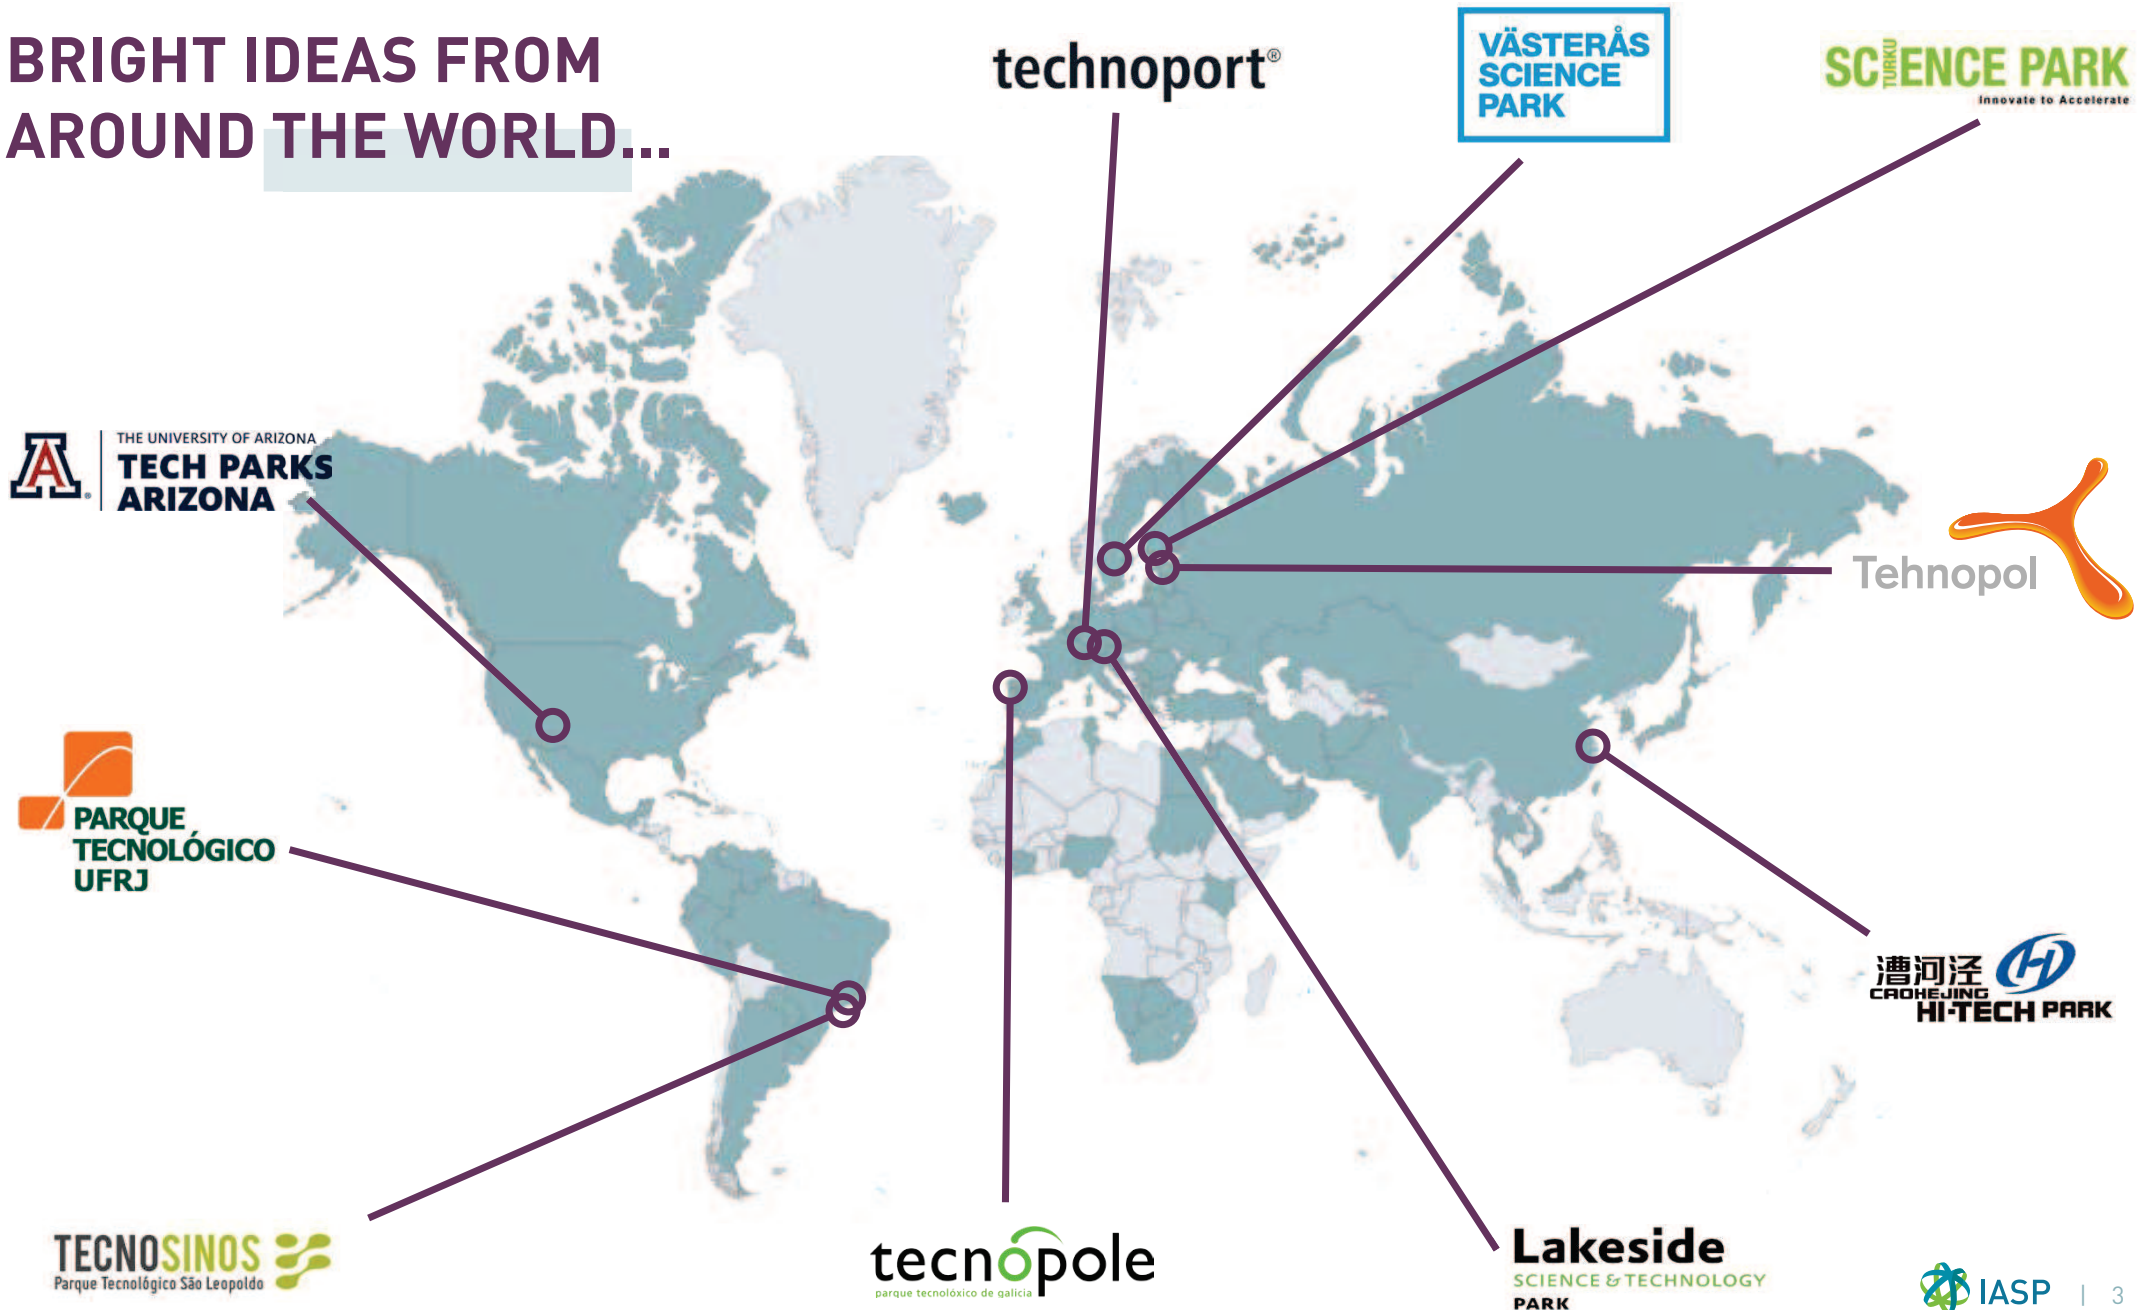 BRIGHT IDEAS FROM
AROUND THE WORLD...
technoport®
VÄSTERÅS
SCIENCE
PARK
TURKU
SCIENCE PARK
Innovate to Accelerate
THE UNIVERSITY OF ARIZONA
TECH PARKS
ARIZONA
A
Tehnopol
PARQUE
TECNOLÓGICO
UFRJ
漕河泾
CAOHEJING
HI-TECH PARK
TECNOSINOS
Parque Tecnológico São Leopoldo
tecnópole
parque tecnolóxico de galicia
Lakeside
SCIENCE & TECHNOLOGY
PARK
IASP | 3